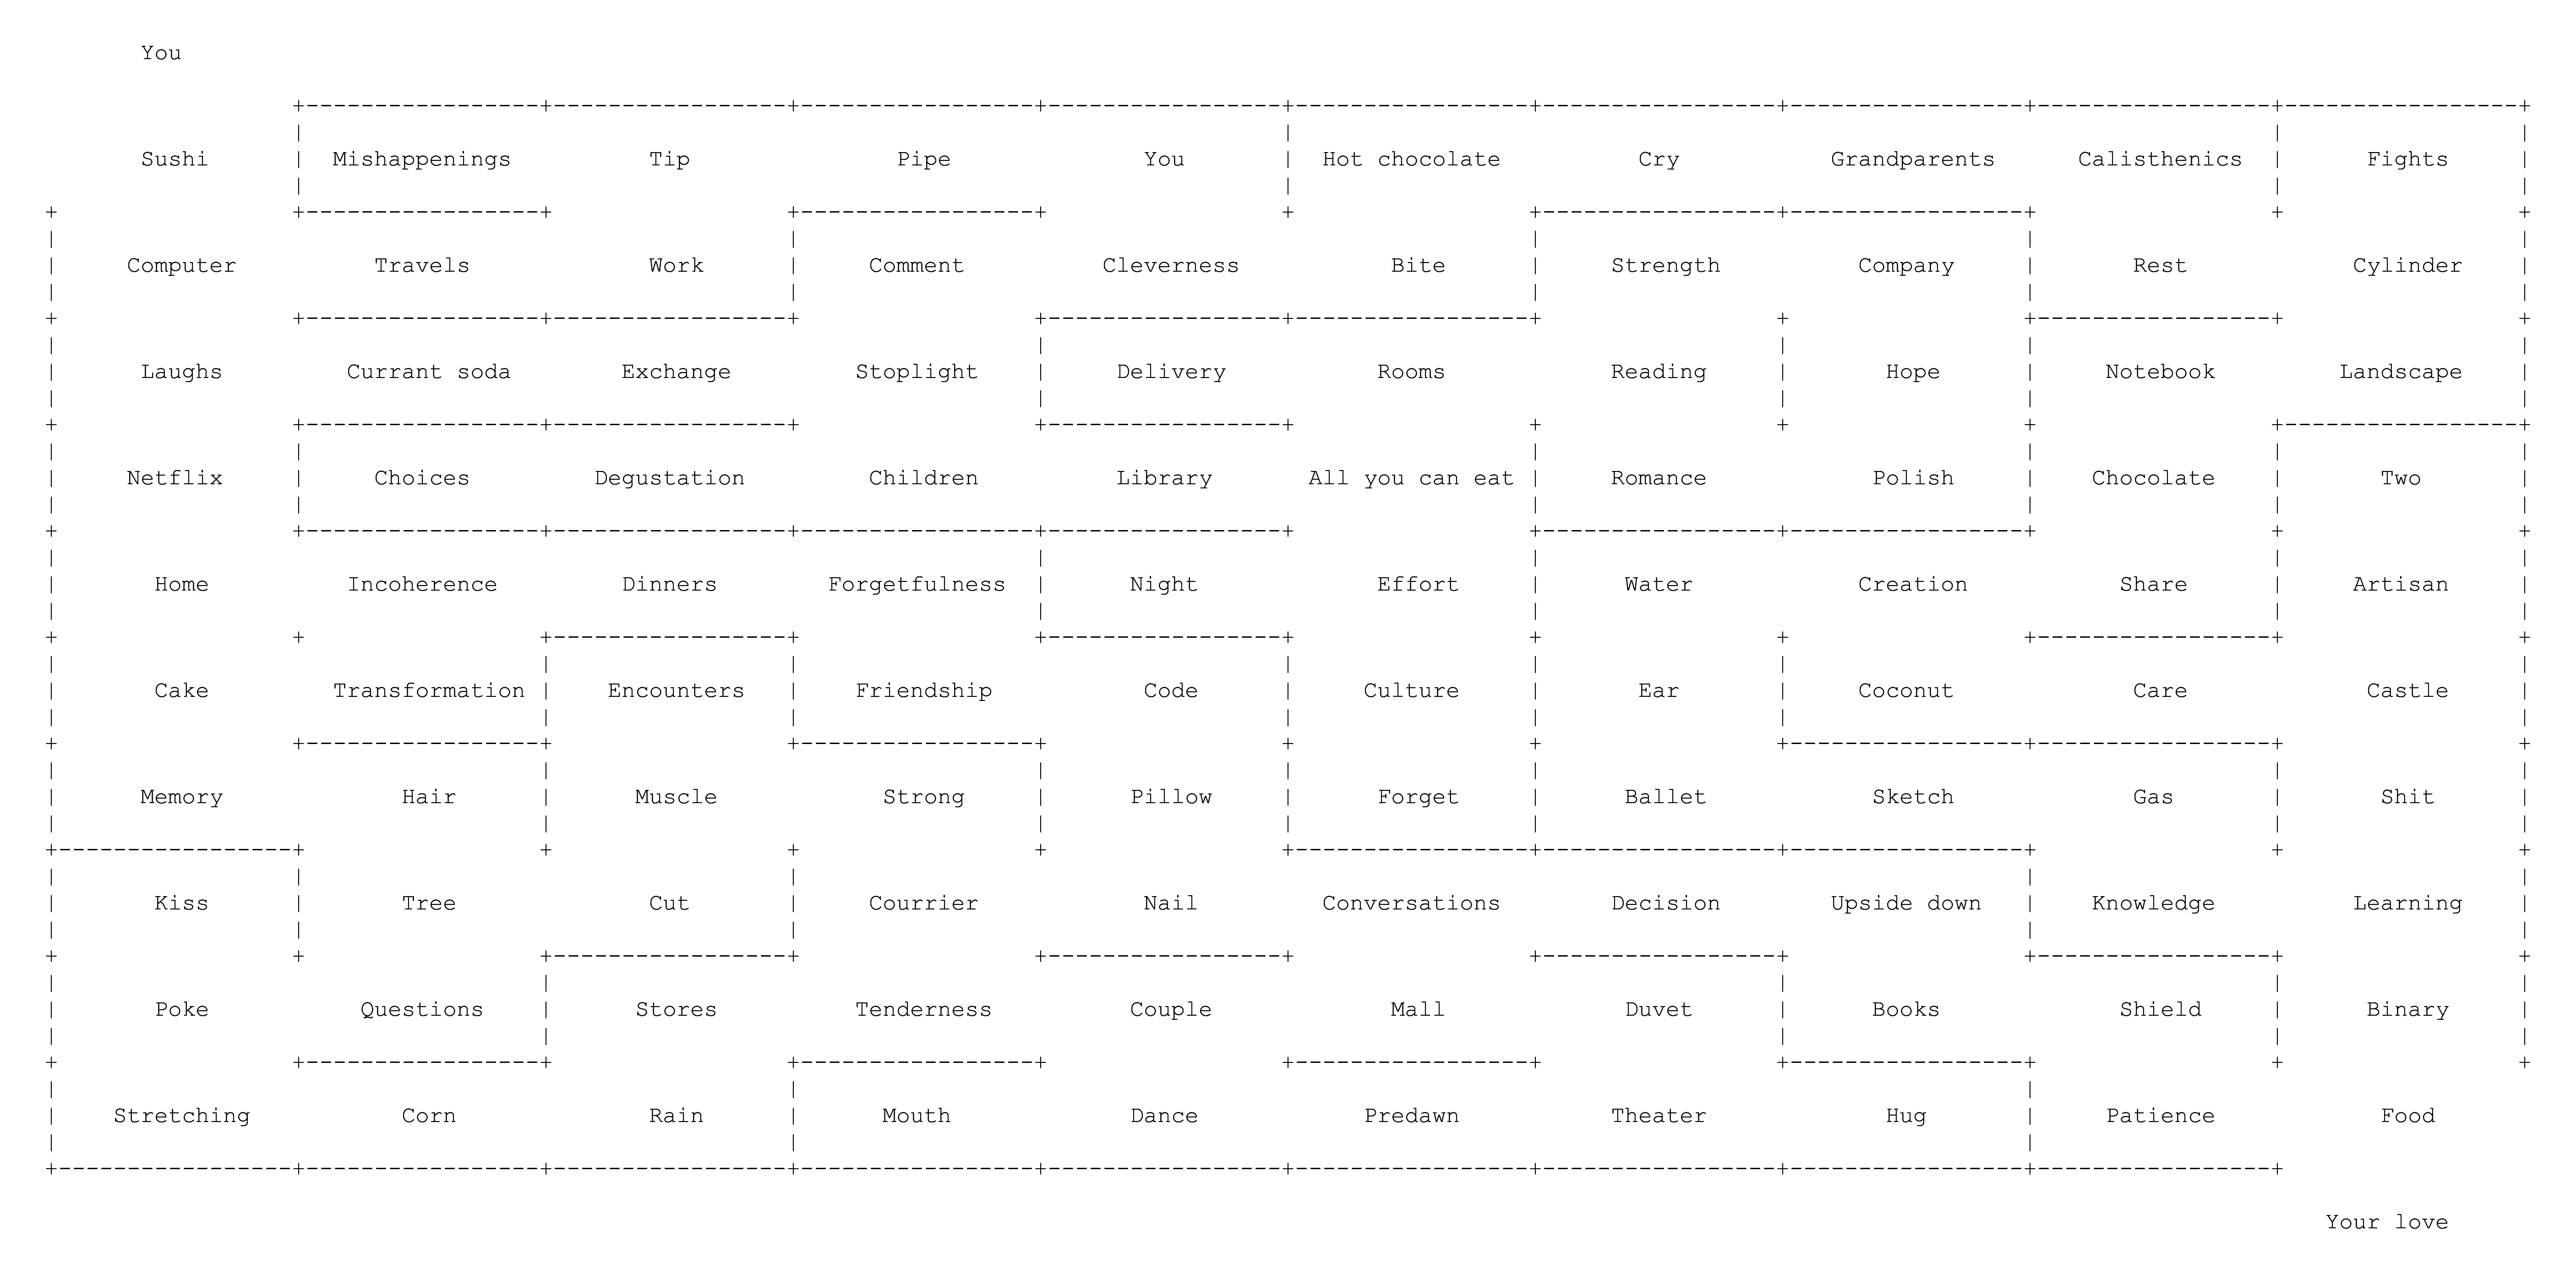 You
Sushi Mishappenings Tip Pipe You Hot chocolate Cry Grandparents Calisthenics Fights
Computer Travels Work Comment Cleverness Bite Strength Company Rest Cylinder
Laughs Currant soda Exchange Stoplight Delivery Rooms Reading Hope Notebook Landscape
Netflix Choices Degustation Children Library All you can eat Romance Polish Chocolate Two
Home Incoherence Dinners Forgetfulness Night Effort Water Creation Share Artisan
Cake Transformation Encounters Friendship Code Culture Ear Coconut Care Castle
Memory Hair Muscle Strong Pillow Forget Ballet Sketch Gas Shit
Kiss Tree Cut Courrier Nail Conversations Decision Upside down Knowledge Learning
Poke Questions Stores Tenderness Couple Mall Duvet Books Shield Binary
Stretching Corn Rain Mouth Dance Predawn Theater Hug Patience Food
Your love